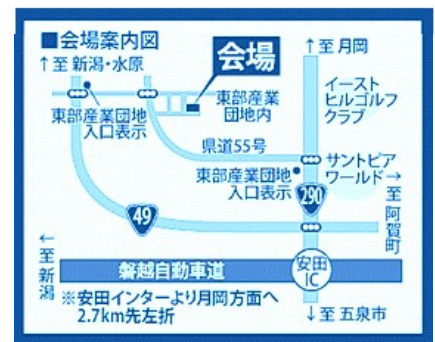 ■会場案内図
↑至 新潟・水原
会場
↑至 月岡
イースト
ヒルゴルフ
クラブ
東部産業団地
入口表示
東部産業
団地内
県道55号
サントピア
ワールド
東部産業団地
入口表示
290
49
→至 阿賀町
←至 新潟
磐越自動車道
安田
IC
※安田インターより月岡方面へ
2.7km先左折
↓至 五泉市